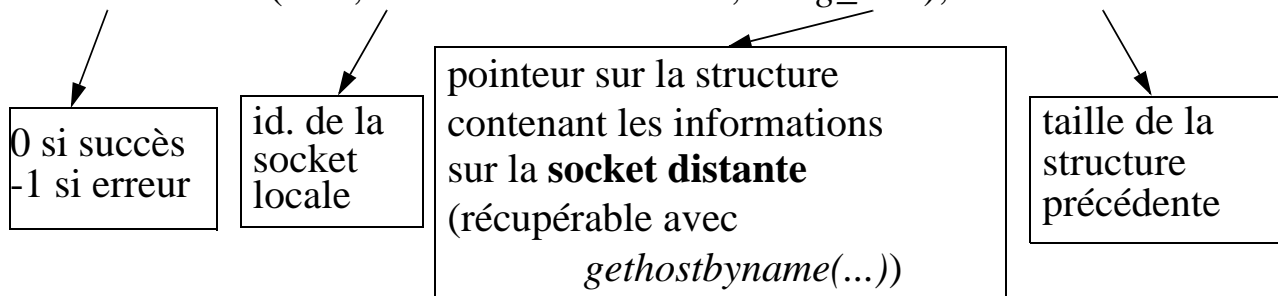 0 si succès
-1 si erreur
id. de la
socket
locale
pointeur sur la structure
contenant les informations
sur la socket distante
(récupérable avec
gethostbyname(...))
taille de la
structure
précédente